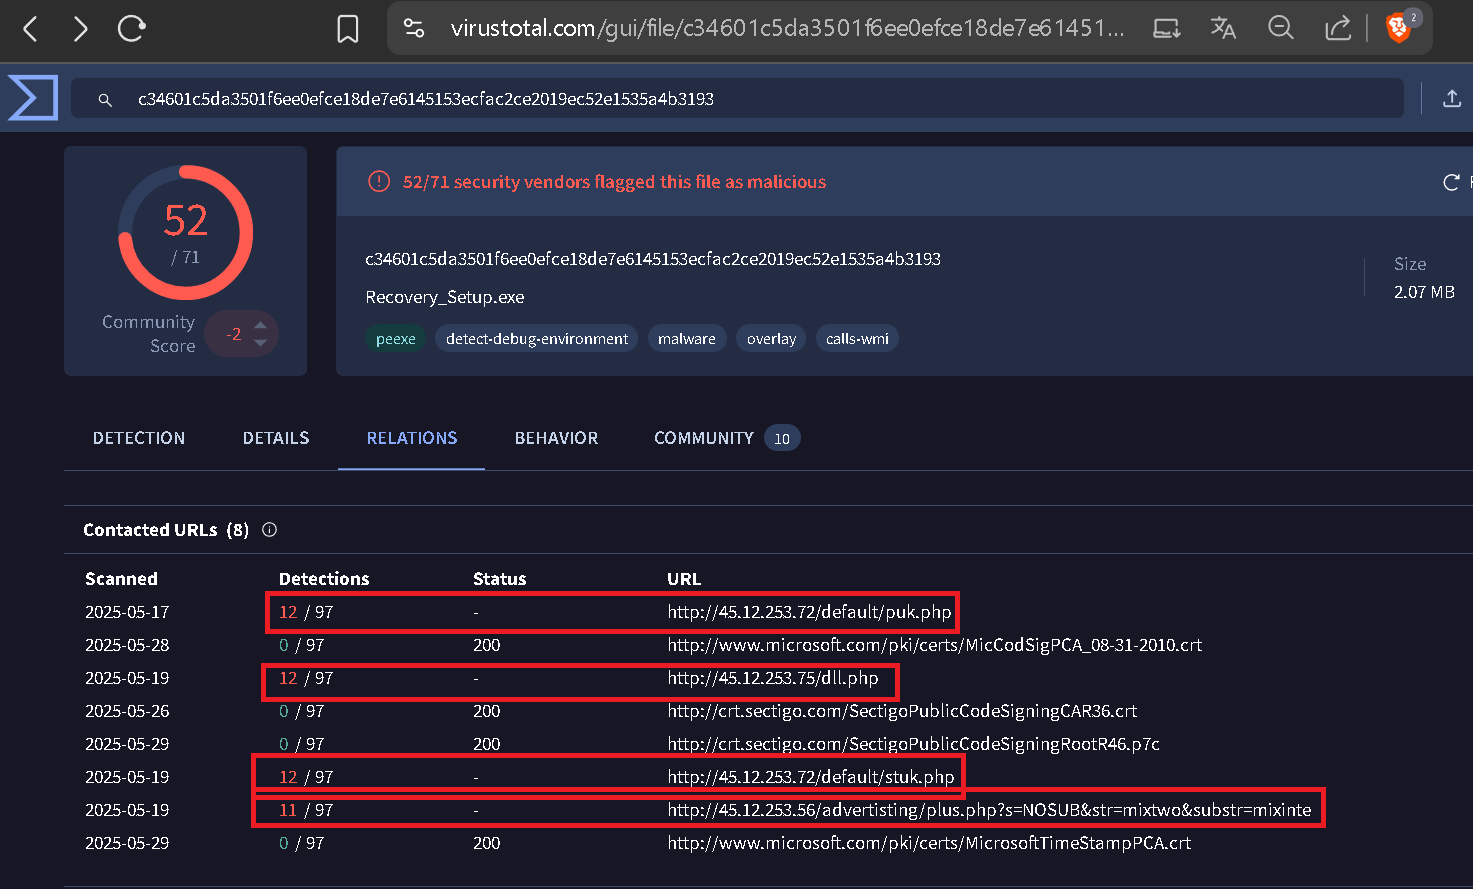 virustotal.com/gui/file/c34601c5da3501f6ee0efce18de7e61451...
2
c34601c5da3501f6ee0efce18de7e6145153ecfac2ce2019ec52e1535a4b3193
52
/ 71
Community Score
-2
52/71 security vendors flagged this file as malicious
c34601c5da3501f6ee0efce18de7e6145153ecfac2ce2019ec52e1535a4b3193
Recovery_Setup.exe
peexe detect-debug-environment malware overlay calls-wmi
Size
2.07 MB
DETECTION DETAILS RELATIONS BEHAVIOR COMMUNITY 10
Contacted URLs (8)
Scanned Detections Status URL
2025-05-17 12 / 97 - http://45.12.253.72/default/puk.php
2025-05-28 0 / 97 200 http://www.microsoft.com/pki/certs/MicCodSigPCA_08-31-2010.crt
2025-05-19 12 / 97 - http://45.12.253.75/dll.php
2025-05-26 0 / 97 200 http://crt.sectigo.com/SectigoPublicCodeSigningCAR36.crt
2025-05-29 0 / 97 200 http://crt.sectigo.com/SectigoPublicCodeSigningRootR46.p7c
2025-05-19 12 / 97 - http://45.12.253.72/default/stuk.php
2025-05-19 11 / 97 - http://45.12.253.56/advertisting/plus.php?s=NOSUB&str=mixtwo&substr=mixinte
2025-05-29 0 / 97 200 http://www.microsoft.com/pki/certs/MicrosoftTimeStampPCA.crt